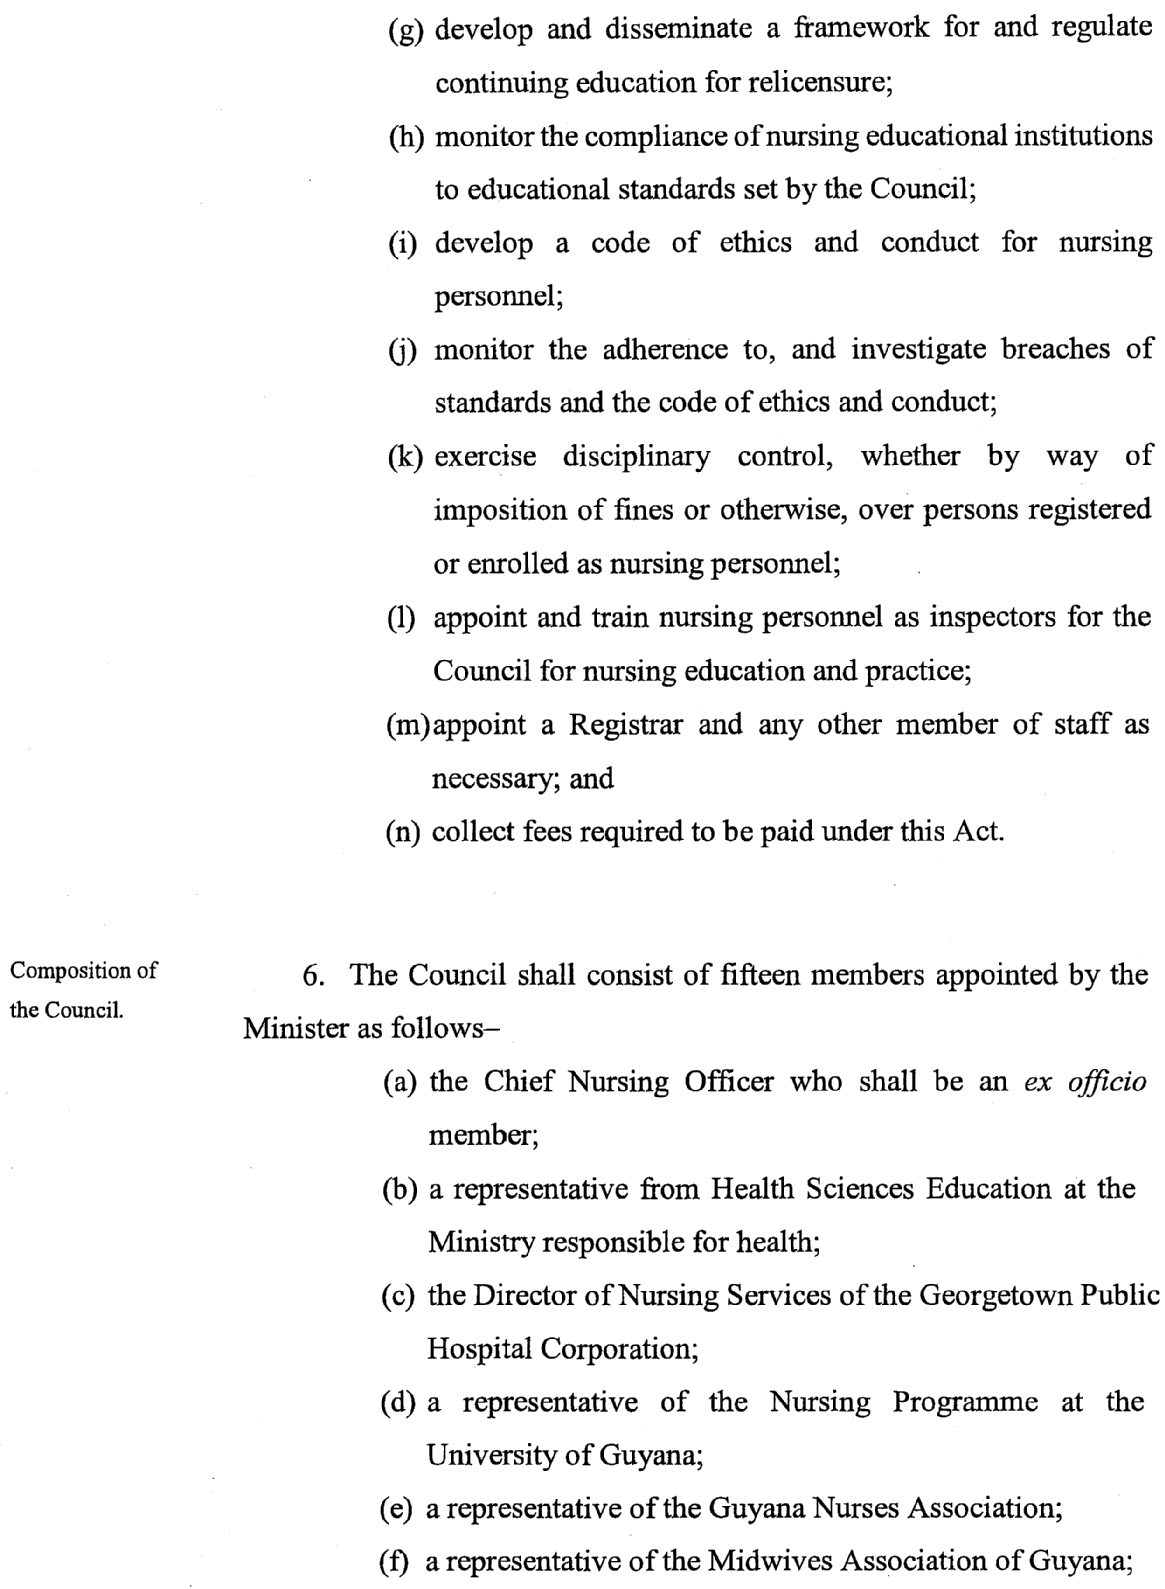 (g) develop and disseminate a framework for and regulate
continuing education for relicensure;
(h) monitor the compliance of nursing educational institutions
to educational standards set by the Council;
(i) develop a code of ethics and conduct for nursing
personnel;
(j) monitor the adherence to, and investigate breaches of
standards and the code of ethics and conduct;
(k) exercise disciplinary control, whether by way of
imposition of fines or otherwise, over persons registered
or enrolled as nursing personnel;
(l) appoint and train nursing personnel as inspectors for the
Council for nursing education and practice;
(m)appoint a Registrar and any other member of staff as
necessary; and
(n) collect fees required to be paid under this Act.
Composition of
the Council.
6. The Council shall consist of fifteen members appointed by the
Minister as follows–
(a) the Chief Nursing Officer who shall be an ex officio
member;
(b) a representative from Health Sciences Education at the
Ministry responsible for health;
(c) the Director of Nursing Services of the Georgetown Public
Hospital Corporation;
(d) a representative of the Nursing Programme at the
University of Guyana;
(e) a representative of the Guyana Nurses Association;
(f) a representative of the Midwives Association of Guyana;